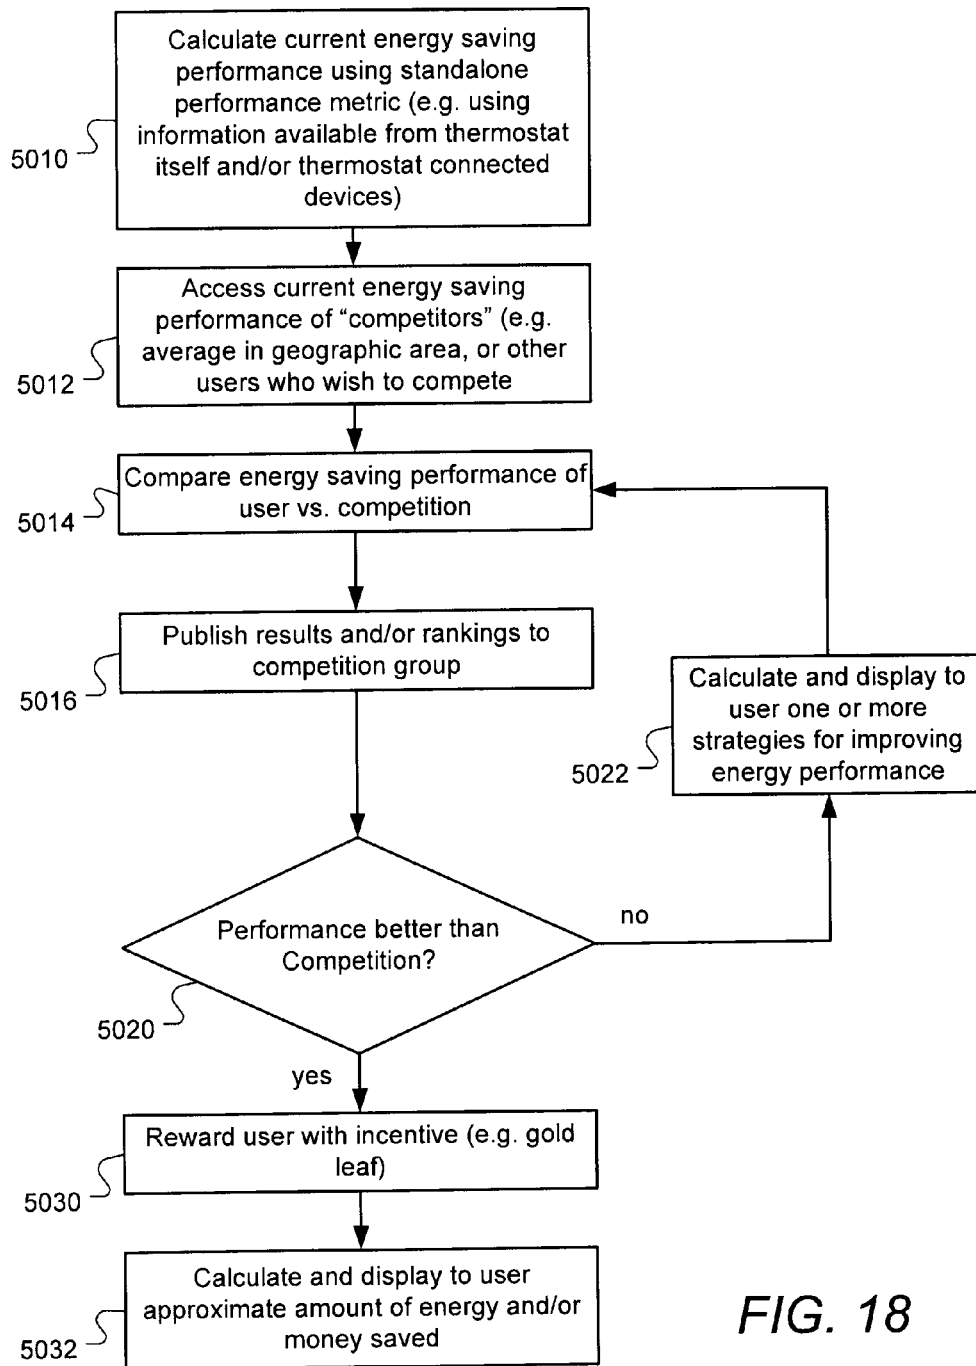 Calculate current energy saving
performance using standalone
performance metric (e.g. using
information available from thermostat
itself and/or thermostat connected
devices)
5010
Access current energy saving
performance of “competitors” (e.g.
average in geographic area, or other
users who wish to compete
5012
Compare energy saving performance of
user vs. competition
5014
Publish results and/or rankings to
competition group
5016
Calculate and display to
user one or more
strategies for improving
energy performance
5022
Performance better than
Competition?
no
5020
yes
Reward user with incentive (e.g. gold
leaf)
5030
Calculate and display to user
approximate amount of energy and/or
money saved
5032
FIG. 18